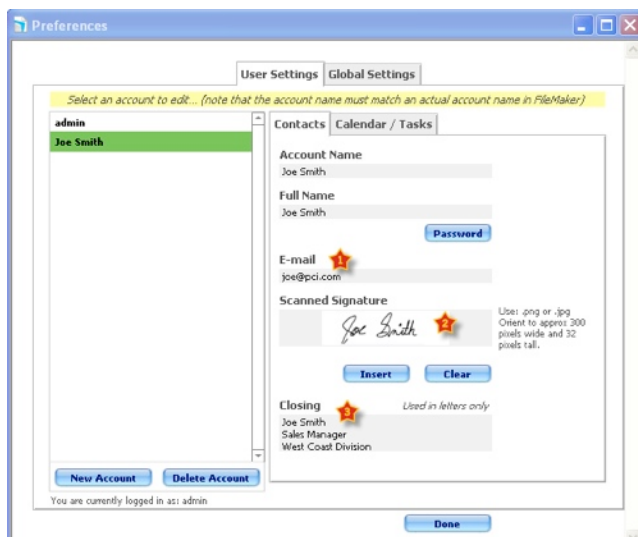 Preferences
User Settings Global Settings
Select an account to edit... (note that the account name must match an actual account name in FileMaker)
admin
Joe Smith
Contacts Calendar / Tasks
Account Name
Joe Smith
Full Name
Joe Smith
Password
E-mail 1
joe@pci.com
Scanned Signature
Joe Smith 2
Use: .png or .jpg
Orient to approx 300
pixels wide and 32
pixels tall.
Insert Clear
Closing 3 Used in letters only
Joe Smith
Sales Manager
West Coast Division
New Account Delete Account
You are currently logged in as: admin
Done